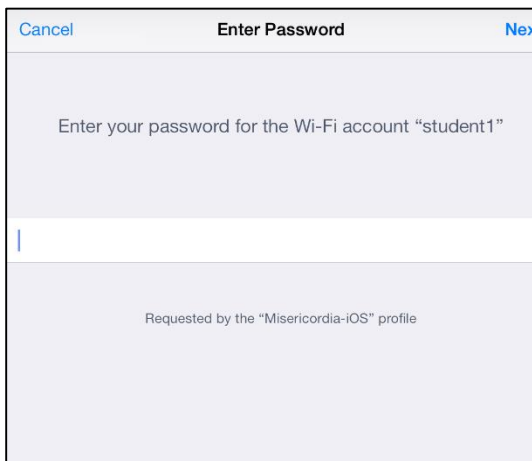 Cancel Enter Password Nex
Enter your password for the Wi-Fi account “student1”
Requested by the “Misericordia-iOS” profile